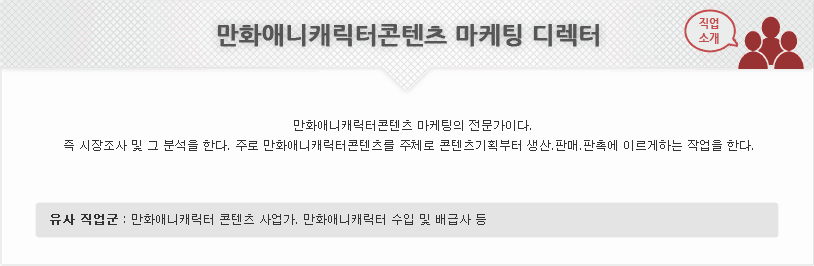 만화애니캐릭터콘텐츠 마케팅 디렉터
직업
소개
만화애니캐릭터콘텐츠 마케팅의 전문가이다.
즉 시장조사 및 그 분석을 한다. 주로 만화애니캐릭터콘텐츠를 주체로 콘텐츠기획부터 생산.판매.판촉에 이르게하는 작업을 한다.
유사 직업군 : 만화애니캐릭터 콘텐츠 사업가. 만화애니캐릭터 수입 및 배급사 등